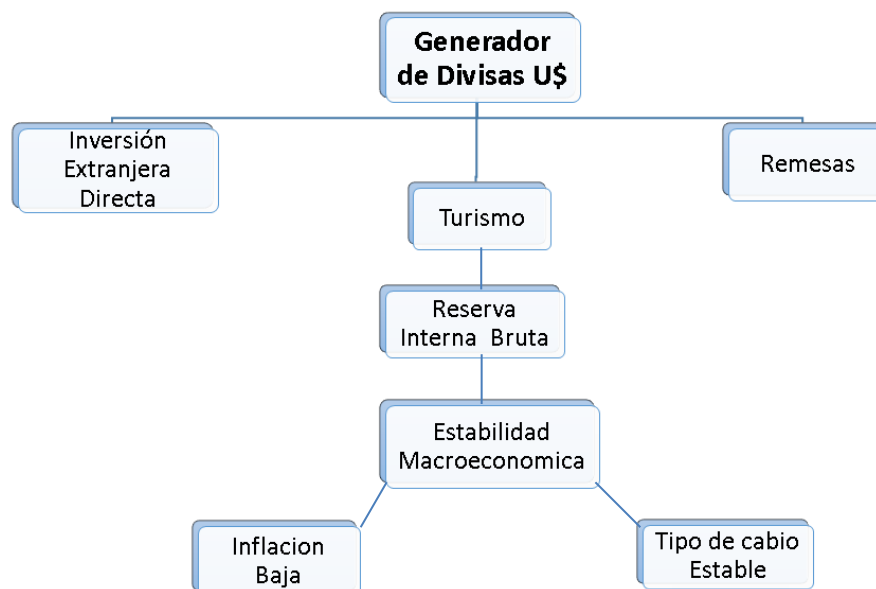 Generador
de Divisas U$
Inversión
Extranjera
Directa
Remesas
Turismo
Reserva
Interna Bruta
Estabilidad
Macroeconomica
Inflacion
Baja
Tipo de cabio
Estable